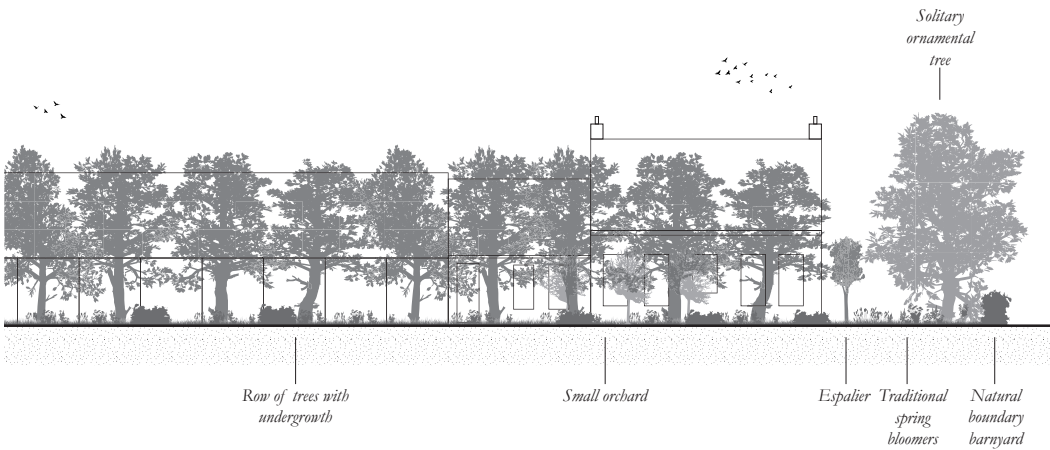 Solitary
ornamental
tree
Row of trees with
undergrowth
Small orchard
Espalier
Traditional
spring
bloomers
Natural
boundary
barnyard